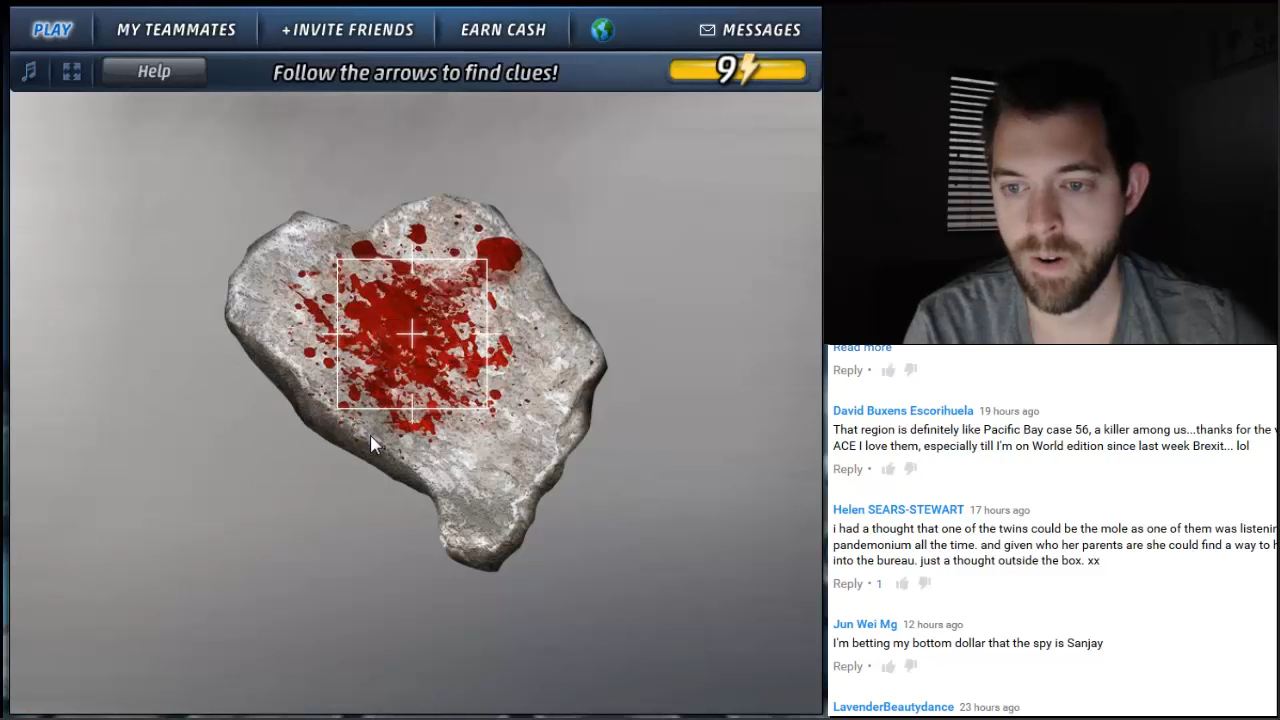 PLAY
MY TEAMMATES
+INVITE FRIENDS
EARN CASH
MESSAGES
Help
Follow the arrows to find clues!
9
Read more
Reply •
David Buxens Escorihuela 19 hours ago
That region is definitely like Pacific Bay case 56, a killer among us...thanks for the
ACE I love them, especially till I'm on World edition since last week Brexit... lol
Reply •
Helen SEARS-STEWART 17 hours ago
i had a thought that one of the twins could be the mole as one of them was listenin
pandemonium all the time. and given who her parents are she could find a way to
into the bureau. just a thought outside the box. xx
Reply • 1
Jun Wei Mg 12 hours ago
I'm betting my bottom dollar that the spy is Sanjay
Reply •
LavenderBeautydance 23 hours ago